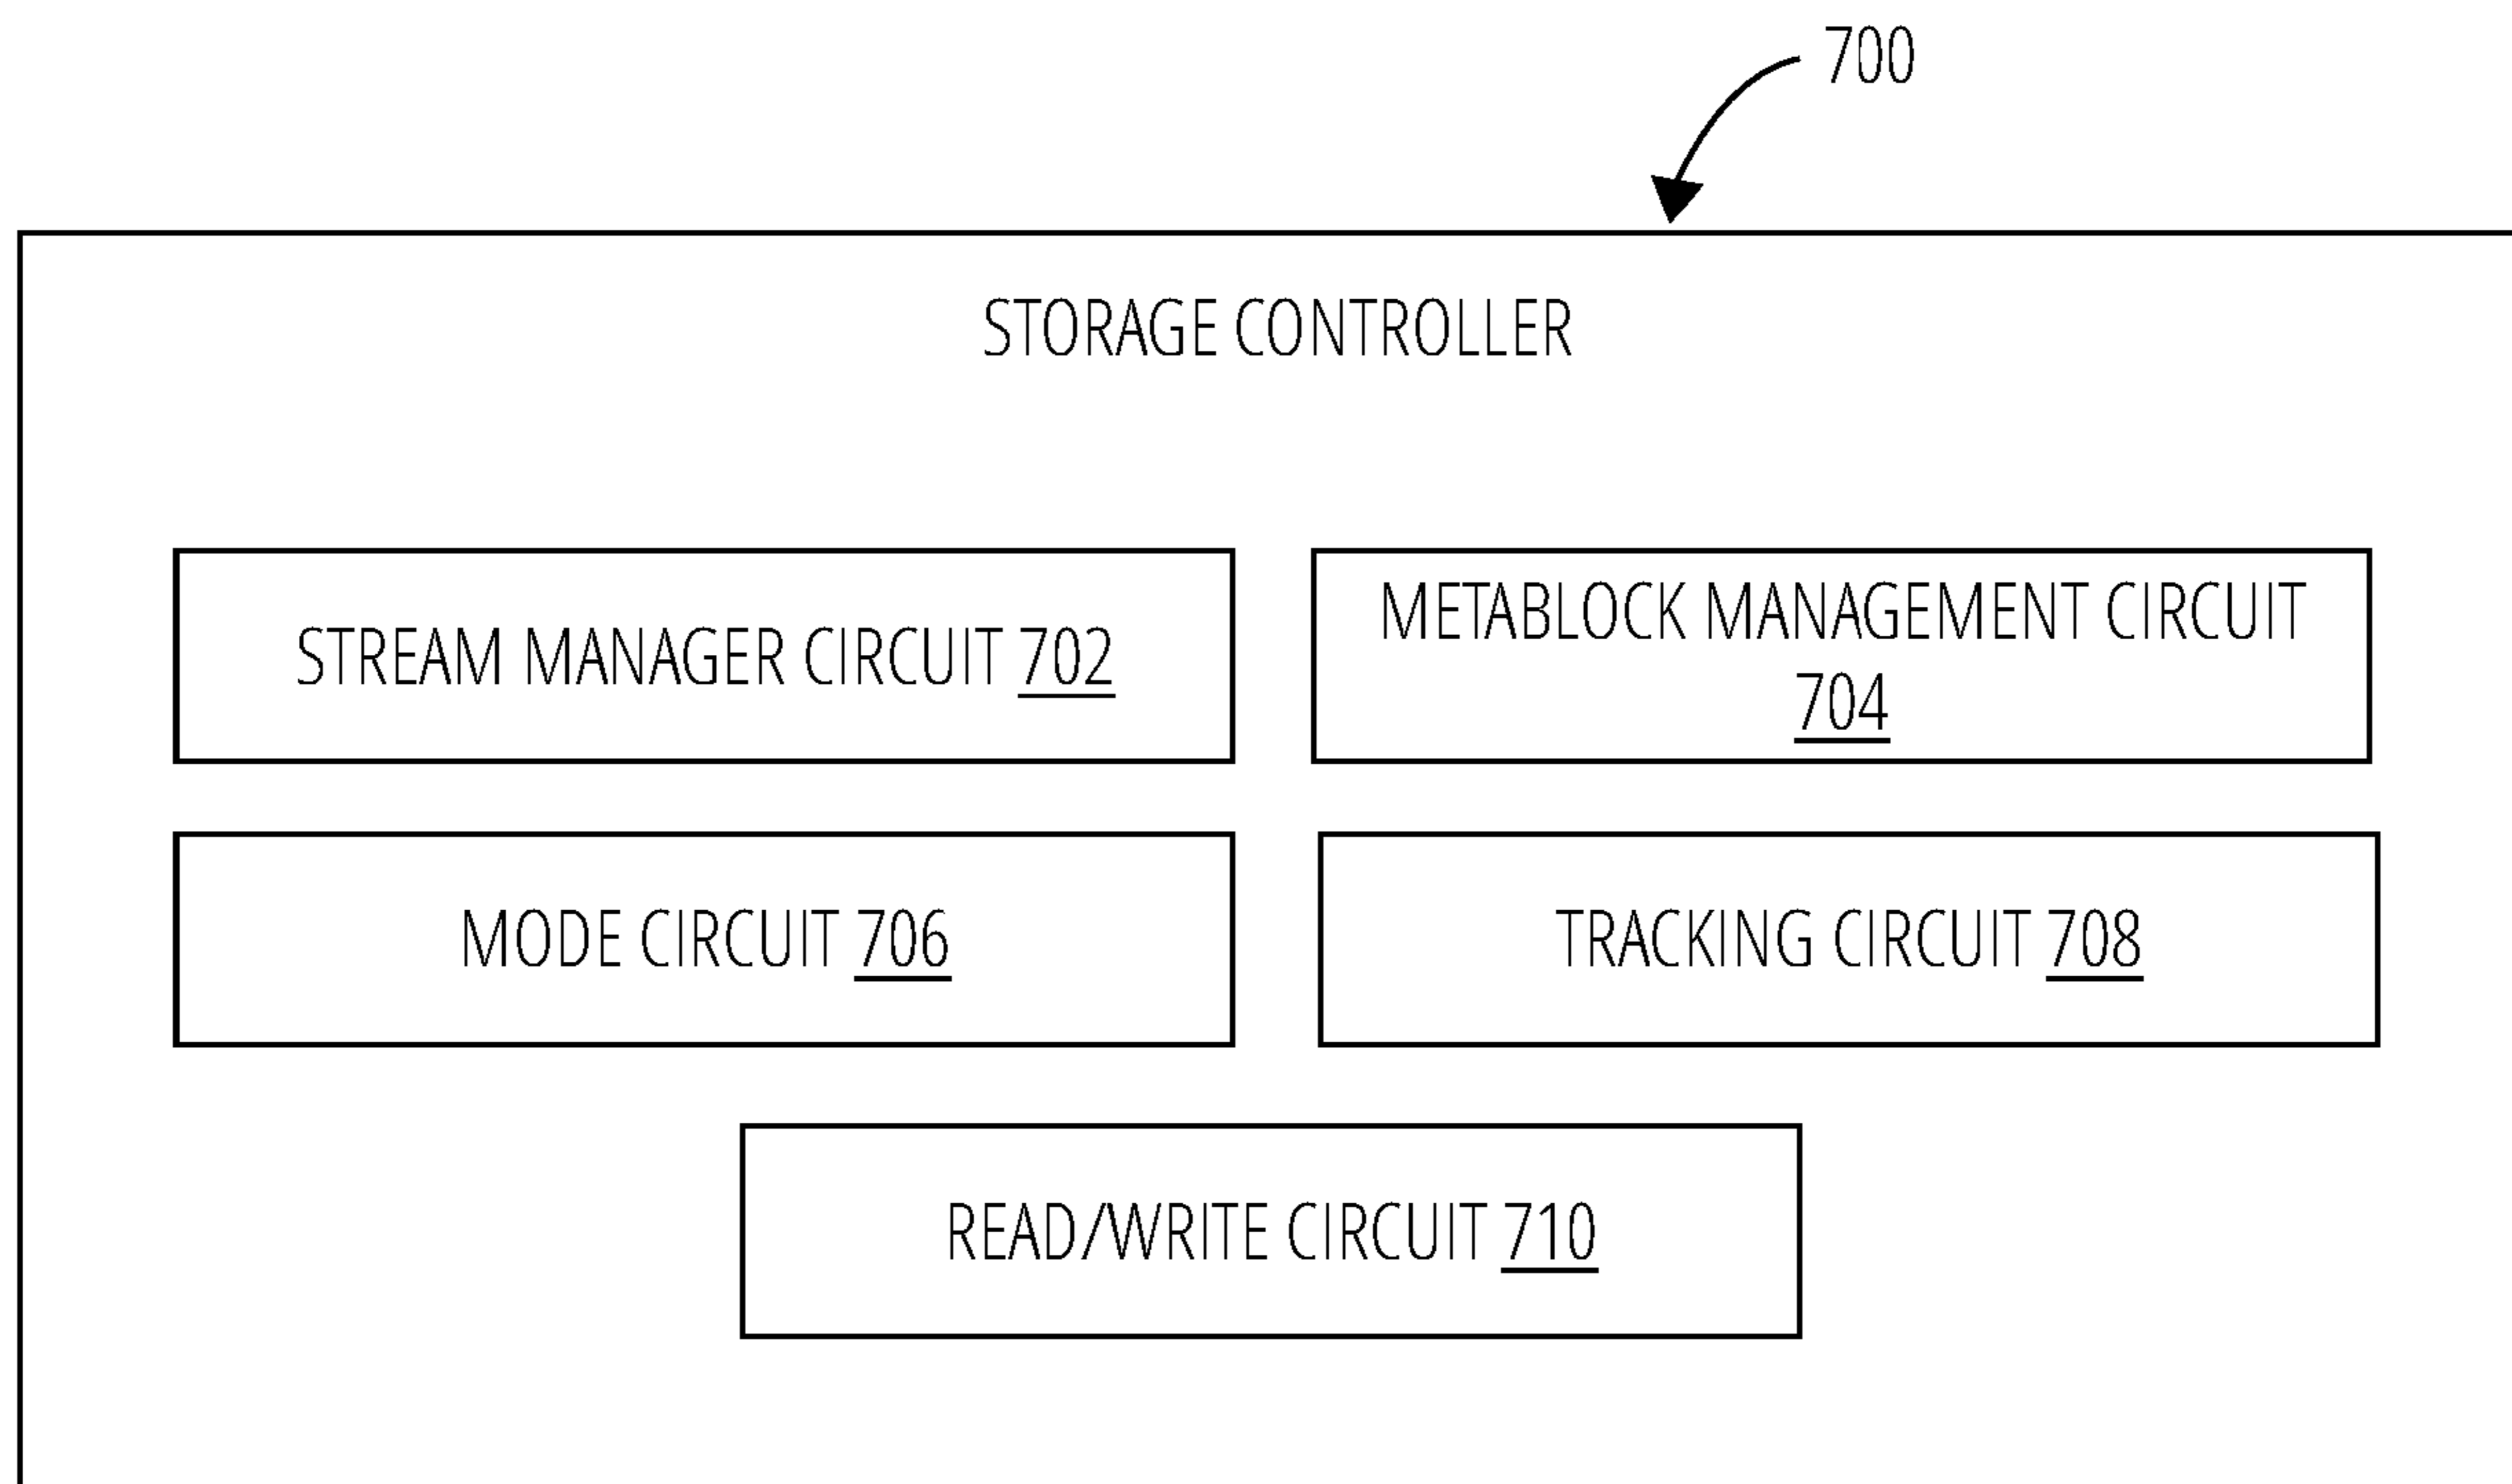 700
STORAGE CONTROLLER
STREAM MANAGER CIRCUIT 702
METABLOCK MANAGEMENT CIRCUIT
704
MODE CIRCUIT 706
TRACKING CIRCUIT 708
READ/WRITE CIRCUIT 710